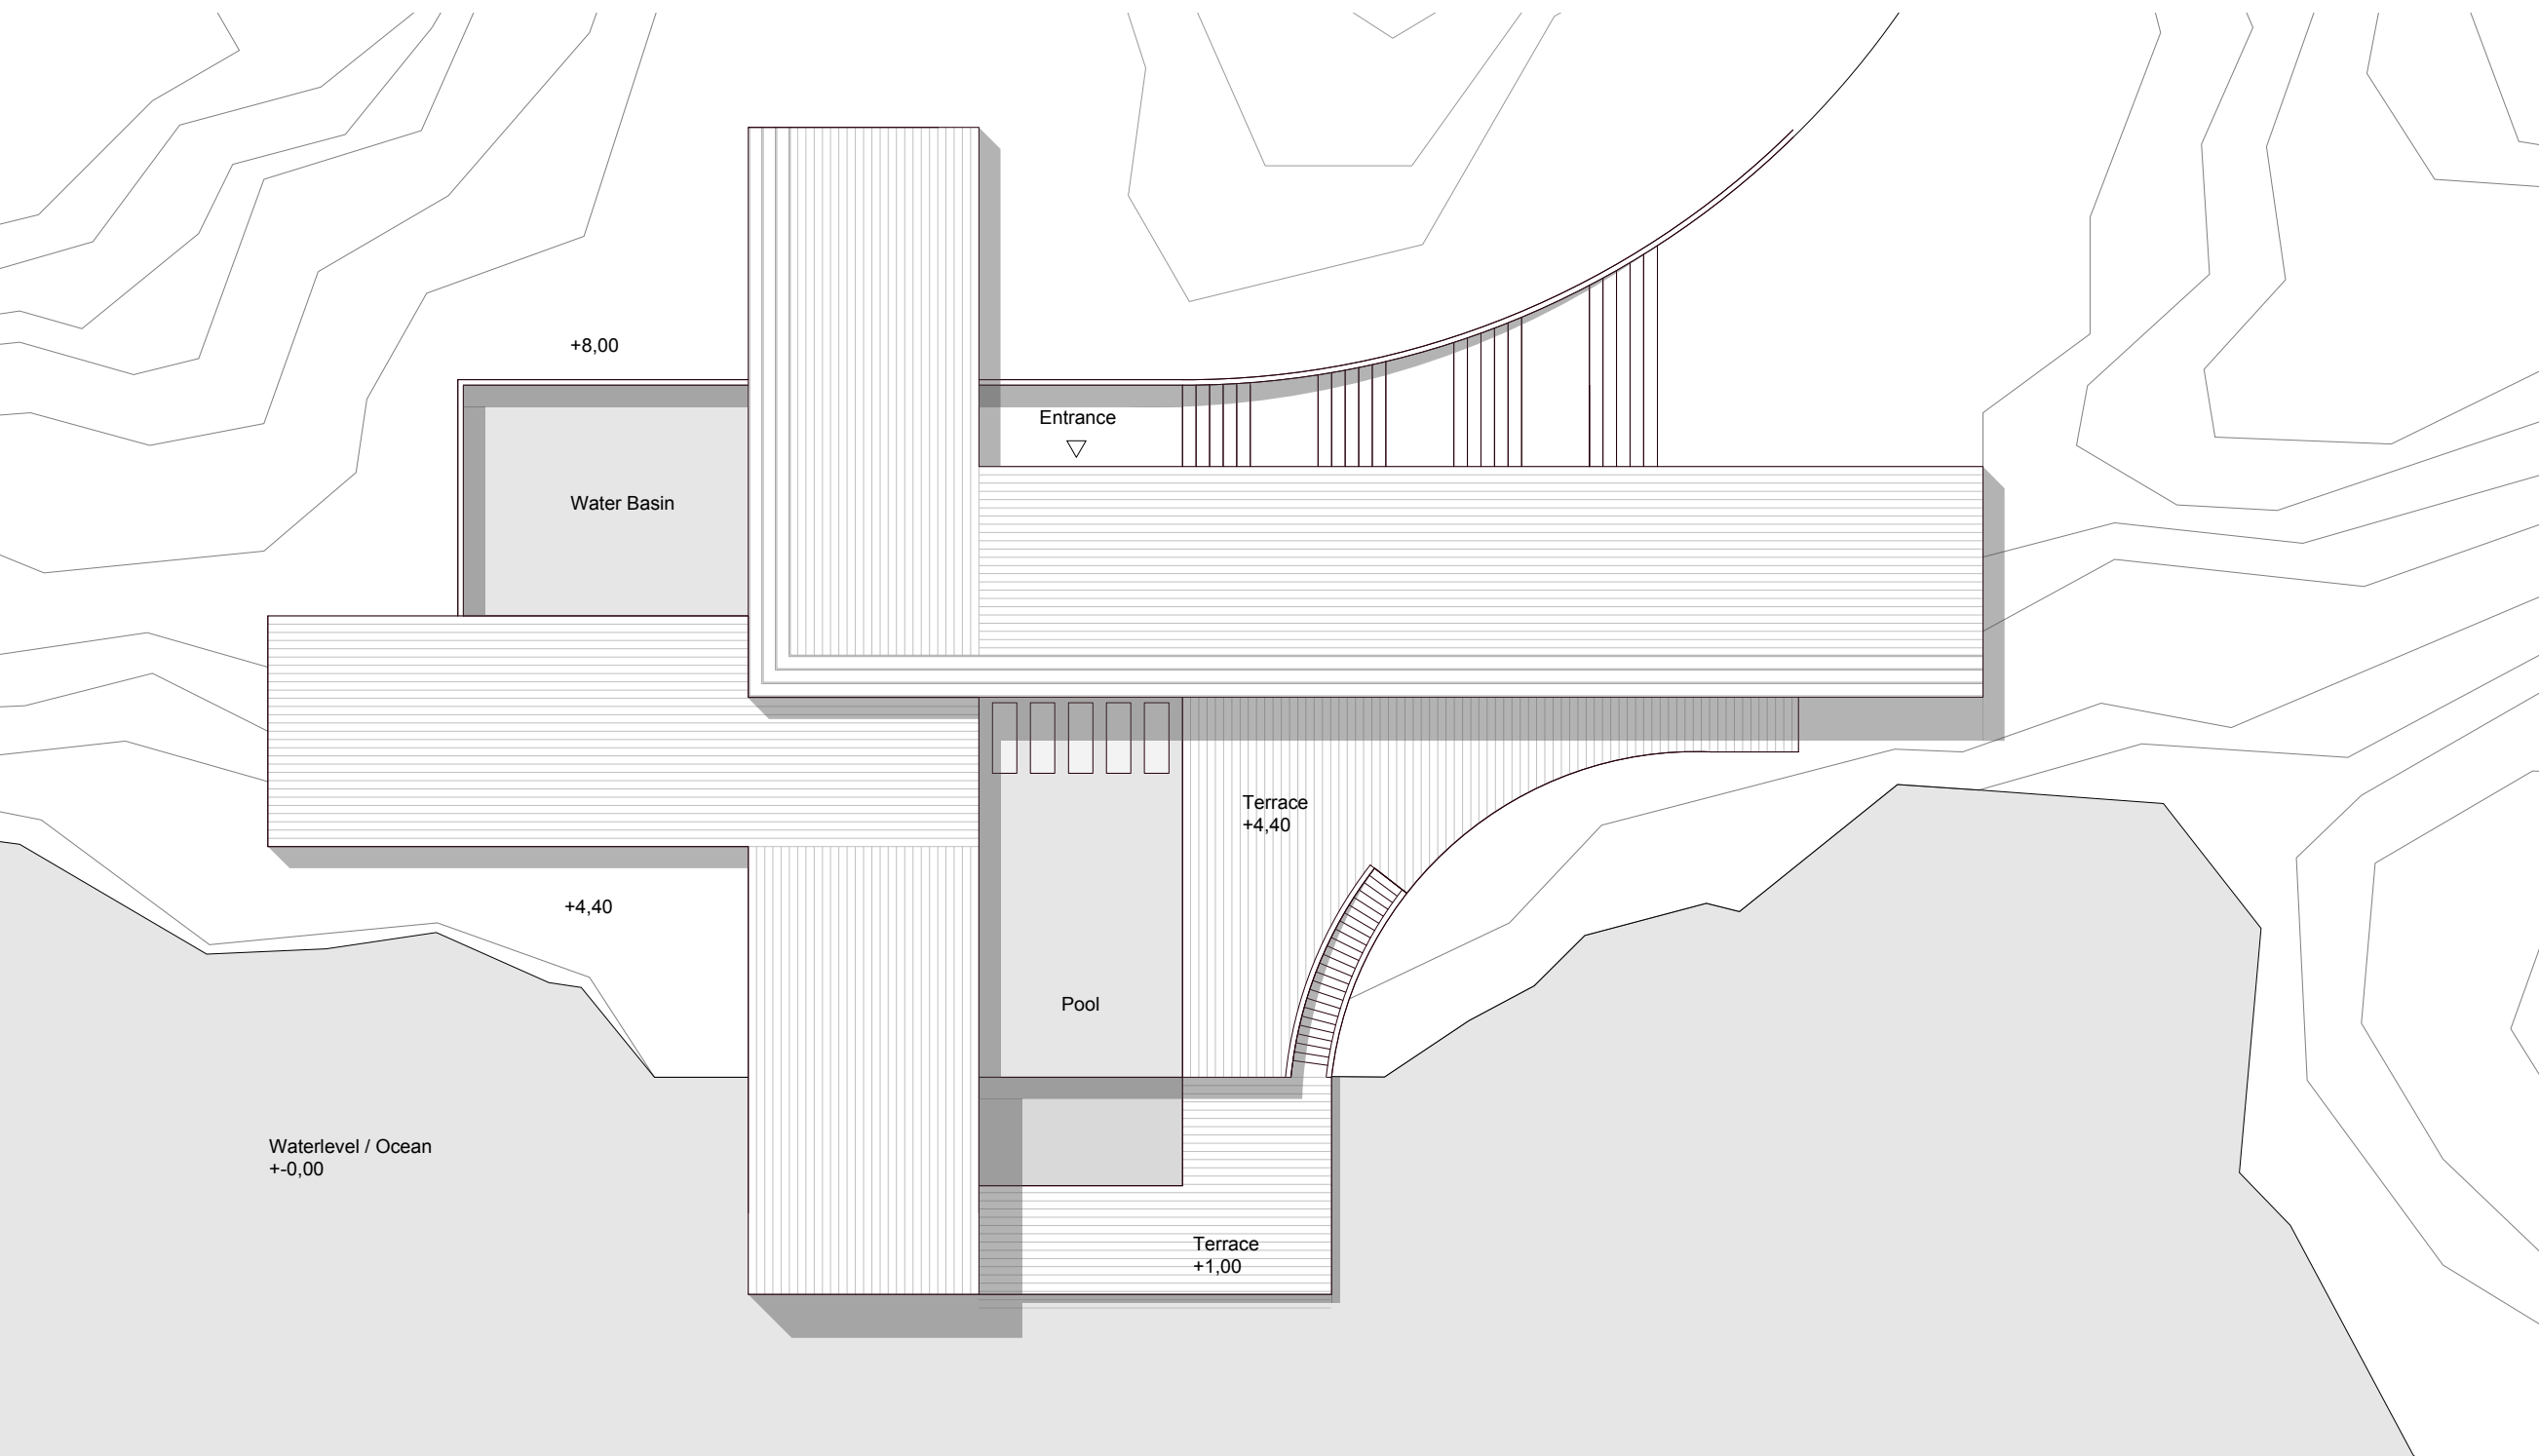 +8,00
Entrance
Water Basin
Terrace
+4,40
+4,40
Pool
Waterlevel / Ocean
+-0,00
Terrace
+1,00